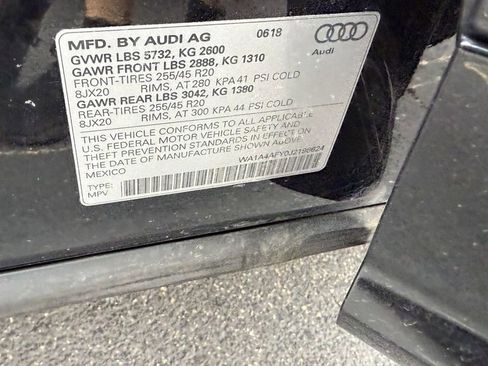 MFD. BY AUDI AG 0618
GVWR LBS 5732, KG 2600
GAWR FRONT LBS 2888, KG 1310
FRONT-TIRES 255/45 R20
8JX20 RIMS, AT 280 KPA 41 PSI COLD
GAWR REAR LBS 3042, KG 1380
REAR-TIRES 255/45 R20
8JX20 RIMS, AT 300 KPA 44 PSI COLD
THIS VEHICLE CONFORMS TO ALL APPLICABLE
U.S. FEDERAL MOTOR VEHICLE SAFETY AND
THEFT PREVENTION STANDARDS IN EFFECT ON
THE DATE OF MANUFACTURE SHOWN ABOVE.
MEXICO
TYPE:
MPV
Audi